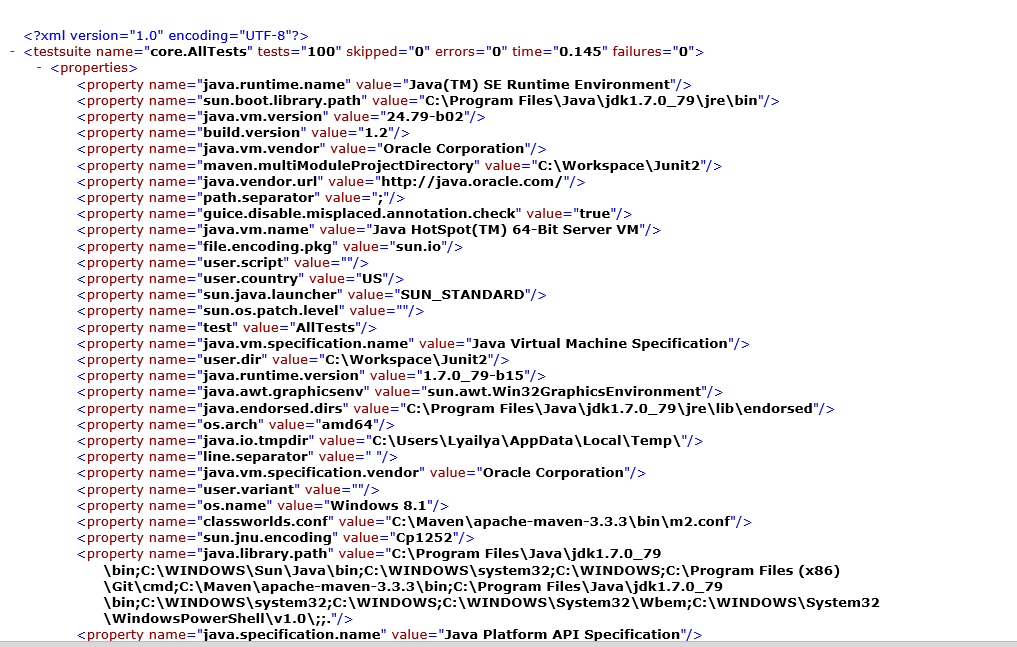 <?xml version="1.0" encoding="UTF-8"?>
- <testsuite name="core.AllTests" tests="100" skipped="0" errors="0" time="0.145" failures="0">
- <properties>
<property name="java.runtime.name" value="Java(TM) SE Runtime Environment"/>
<property name="sun.boot.library.path" value="C:\Program Files\Java\jdk1.7.0_79\jre\bin"/>
<property name="java.vm.version" value="24.79-b02"/>
<property name="build.version" value="1.2"/>
<property name="java.vm.vendor" value="Oracle Corporation"/>
<property name="maven.multiModuleProjectDirectory" value="C:\Workspace\Junit2"/>
<property name="java.vendor.url" value="http://java.oracle.com/"/>
<property name="path.separator" value=";"/>
<property name="guice.disable.misplaced.annotation.check" value="true"/>
<property name="java.vm.name" value="Java HotSpot(TM) 64-Bit Server VM"/>
<property name="file.encoding.pkg" value="sun.io"/>
<property name="user.script" value=""/>
<property name="user.country" value="US"/>
<property name="sun.java.launcher" value="SUN_STANDARD"/>
<property name="sun.os.patch.level" value=""/>
<property name="test" value="AllTests"/>
<property name="java.vm.specification.name" value="Java Virtual Machine Specification"/>
<property name="user.dir" value="C:\Workspace\Junit2"/>
<property name="java.runtime.version" value="1.7.0_79-b15"/>
<property name="java.awt.graphicsenv" value="sun.awt.Win32GraphicsEnvironment"/>
<property name="java.endorsed.dirs" value="C:\Program Files\Java\jdk1.7.0_79\jre\lib\endorsed"/>
<property name="os.arch" value="amd64"/>
<property name="java.io.tmpdir" value="C:\Users\Lyailya\AppData\Local\Temp\"/>
<property name="line.separator" value=" "/>
<property name="java.vm.specification.vendor" value="Oracle Corporation"/>
<property name="user.variant" value=""/>
<property name="os.name" value="Windows 8.1"/>
<property name="classworlds.conf" value="C:\Maven\apache-maven-3.3.3\bin\m2.conf"/>
<property name="sun.jnu.encoding" value="Cp1252"/>
<property name="java.library.path" value="C:\Program Files\Java\jdk1.7.0_79
\bin;C:\WINDOWS\Sun\Java\bin;C:\WINDOWS\system32;C:\WINDOWS;C:\Program Files (x86)
\Git\cmd;C:\Maven\apache-maven-3.3.3\bin;C:\Program Files\Java\jdk1.7.0_79
\bin;C:\WINDOWS\system32;C:\WINDOWS;C:\WINDOWS\System32\Wbem;C:\WINDOWS\System32
\WindowsPowerShell\v1.0\;;."/>
<property name="java.specification.name" value="Java Platform API Specification"/>